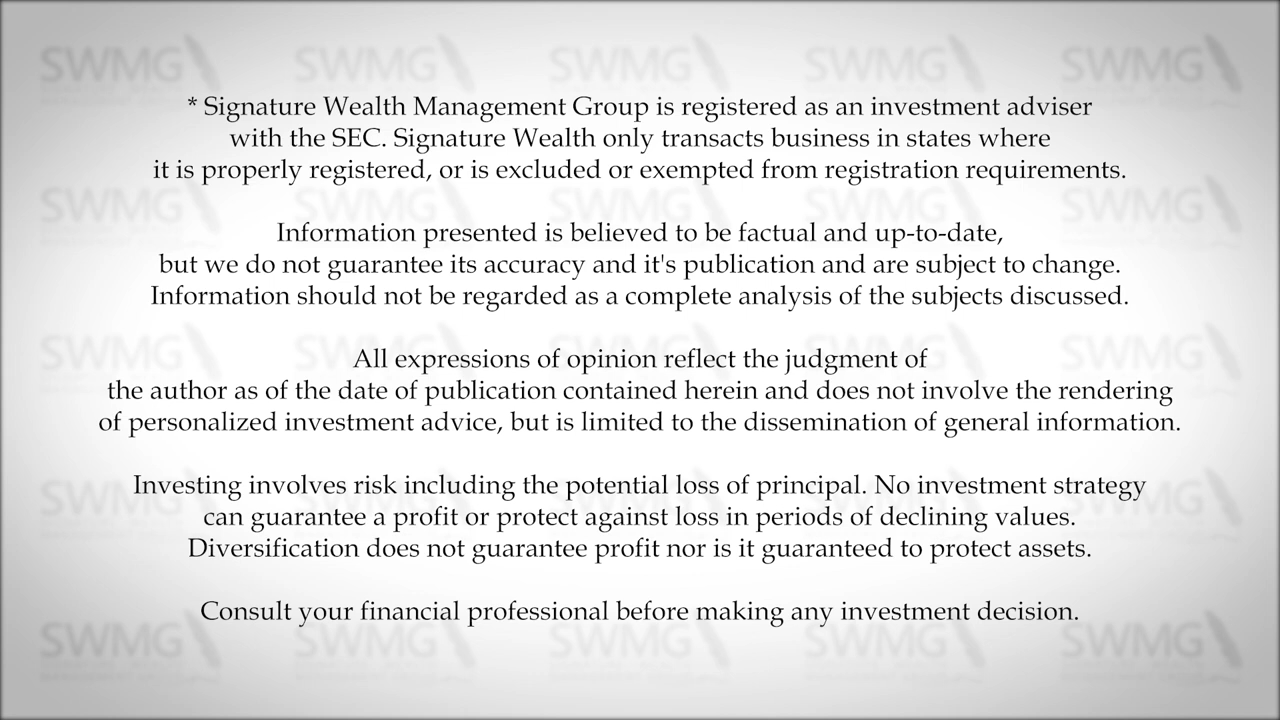 * Signature Wealth Management Group is registered as an investment adviser
with the SEC. Signature Wealth only transacts business in states where
it is properly registered, or is excluded or exempted from registration requirements.
Information presented is believed to be factual and up-to-date,
but we do not guarantee its accuracy and it's publication and are subject to change.
Information should not be regarded as a complete analysis of the subjects discussed.
All expressions of opinion reflect the judgment of
the author as of the date of publication contained herein and does not involve the rendering
of personalized investment advice, but is limited to the dissemination of general information.
Investing involves risk including the potential loss of principal. No investment strategy
can guarantee a profit or protect against loss in periods of declining values.
Diversification does not guarantee profit nor is it guaranteed to protect assets.
Consult your financial professional before making any investment decision.
SWMG